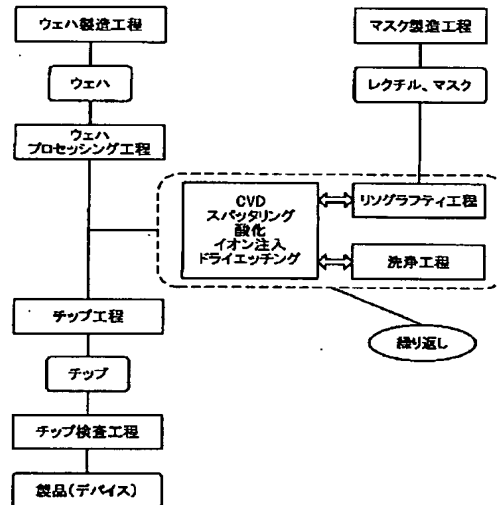 ウェハ製造工程
マスク製造工程
ウェハ
レクチル、マスク
ウェハ
プロセッシング工程
CVD
スパッタリング
酸化
イオン注入
ドライエッチング
リソグラフティ工程
洗浄工程
チップ工程
繰り返し
チップ
チップ検査工程
製品(デバイス)